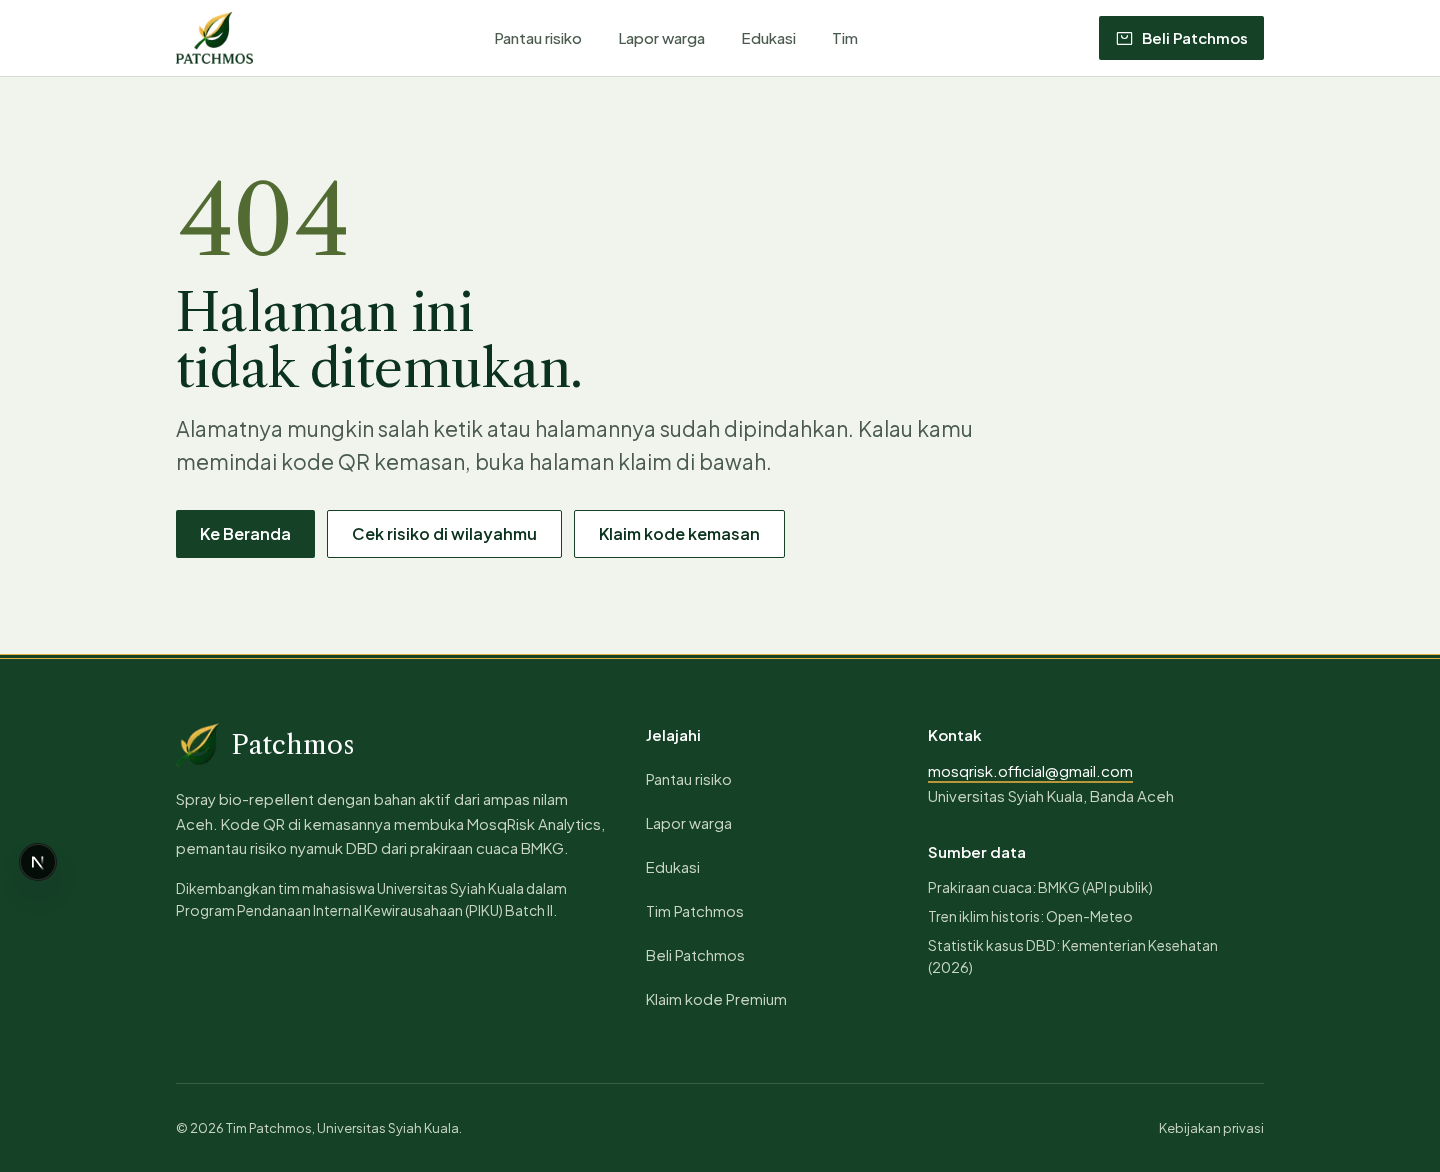 PATCHMOS
Pantau risiko
Lapor warga
Edukasi
Tim
Beli Patchmos
404
Halaman ini
tidak ditemukan.
Alamatnya mungkin salah ketik atau halamannya sudah dipindahkan. Kalau kamu
memindai kode QR kemasan, buka halaman klaim di bawah.
Ke Beranda
Cek risiko di wilayahmu
Klaim kode kemasan
Patchmos
Spray bio-repellent dengan bahan aktif dari ampas nilam
Aceh. Kode QR di kemasannya membuka MosqRisk Analytics,
pemantau risiko nyamuk DBD dari prakiraan cuaca BMKG.
Dikembangkan tim mahasiswa Universitas Syiah Kuala dalam
Program Pendanaan Internal Kewirausahaan (PIKU) Batch II.
Jelajahi
Pantau risiko
Lapor warga
Edukasi
Tim Patchmos
Beli Patchmos
Klaim kode Premium
Kontak
mosqrisk.official@gmail.com
Universitas Syiah Kuala, Banda Aceh
Sumber data
Prakiraan cuaca: BMKG (API publik)
Tren iklim historis: Open-Meteo
Statistik kasus DBD: Kementerian Kesehatan
(2026)
N
© 2026 Tim Patchmos, Universitas Syiah Kuala.
Kebijakan privasi